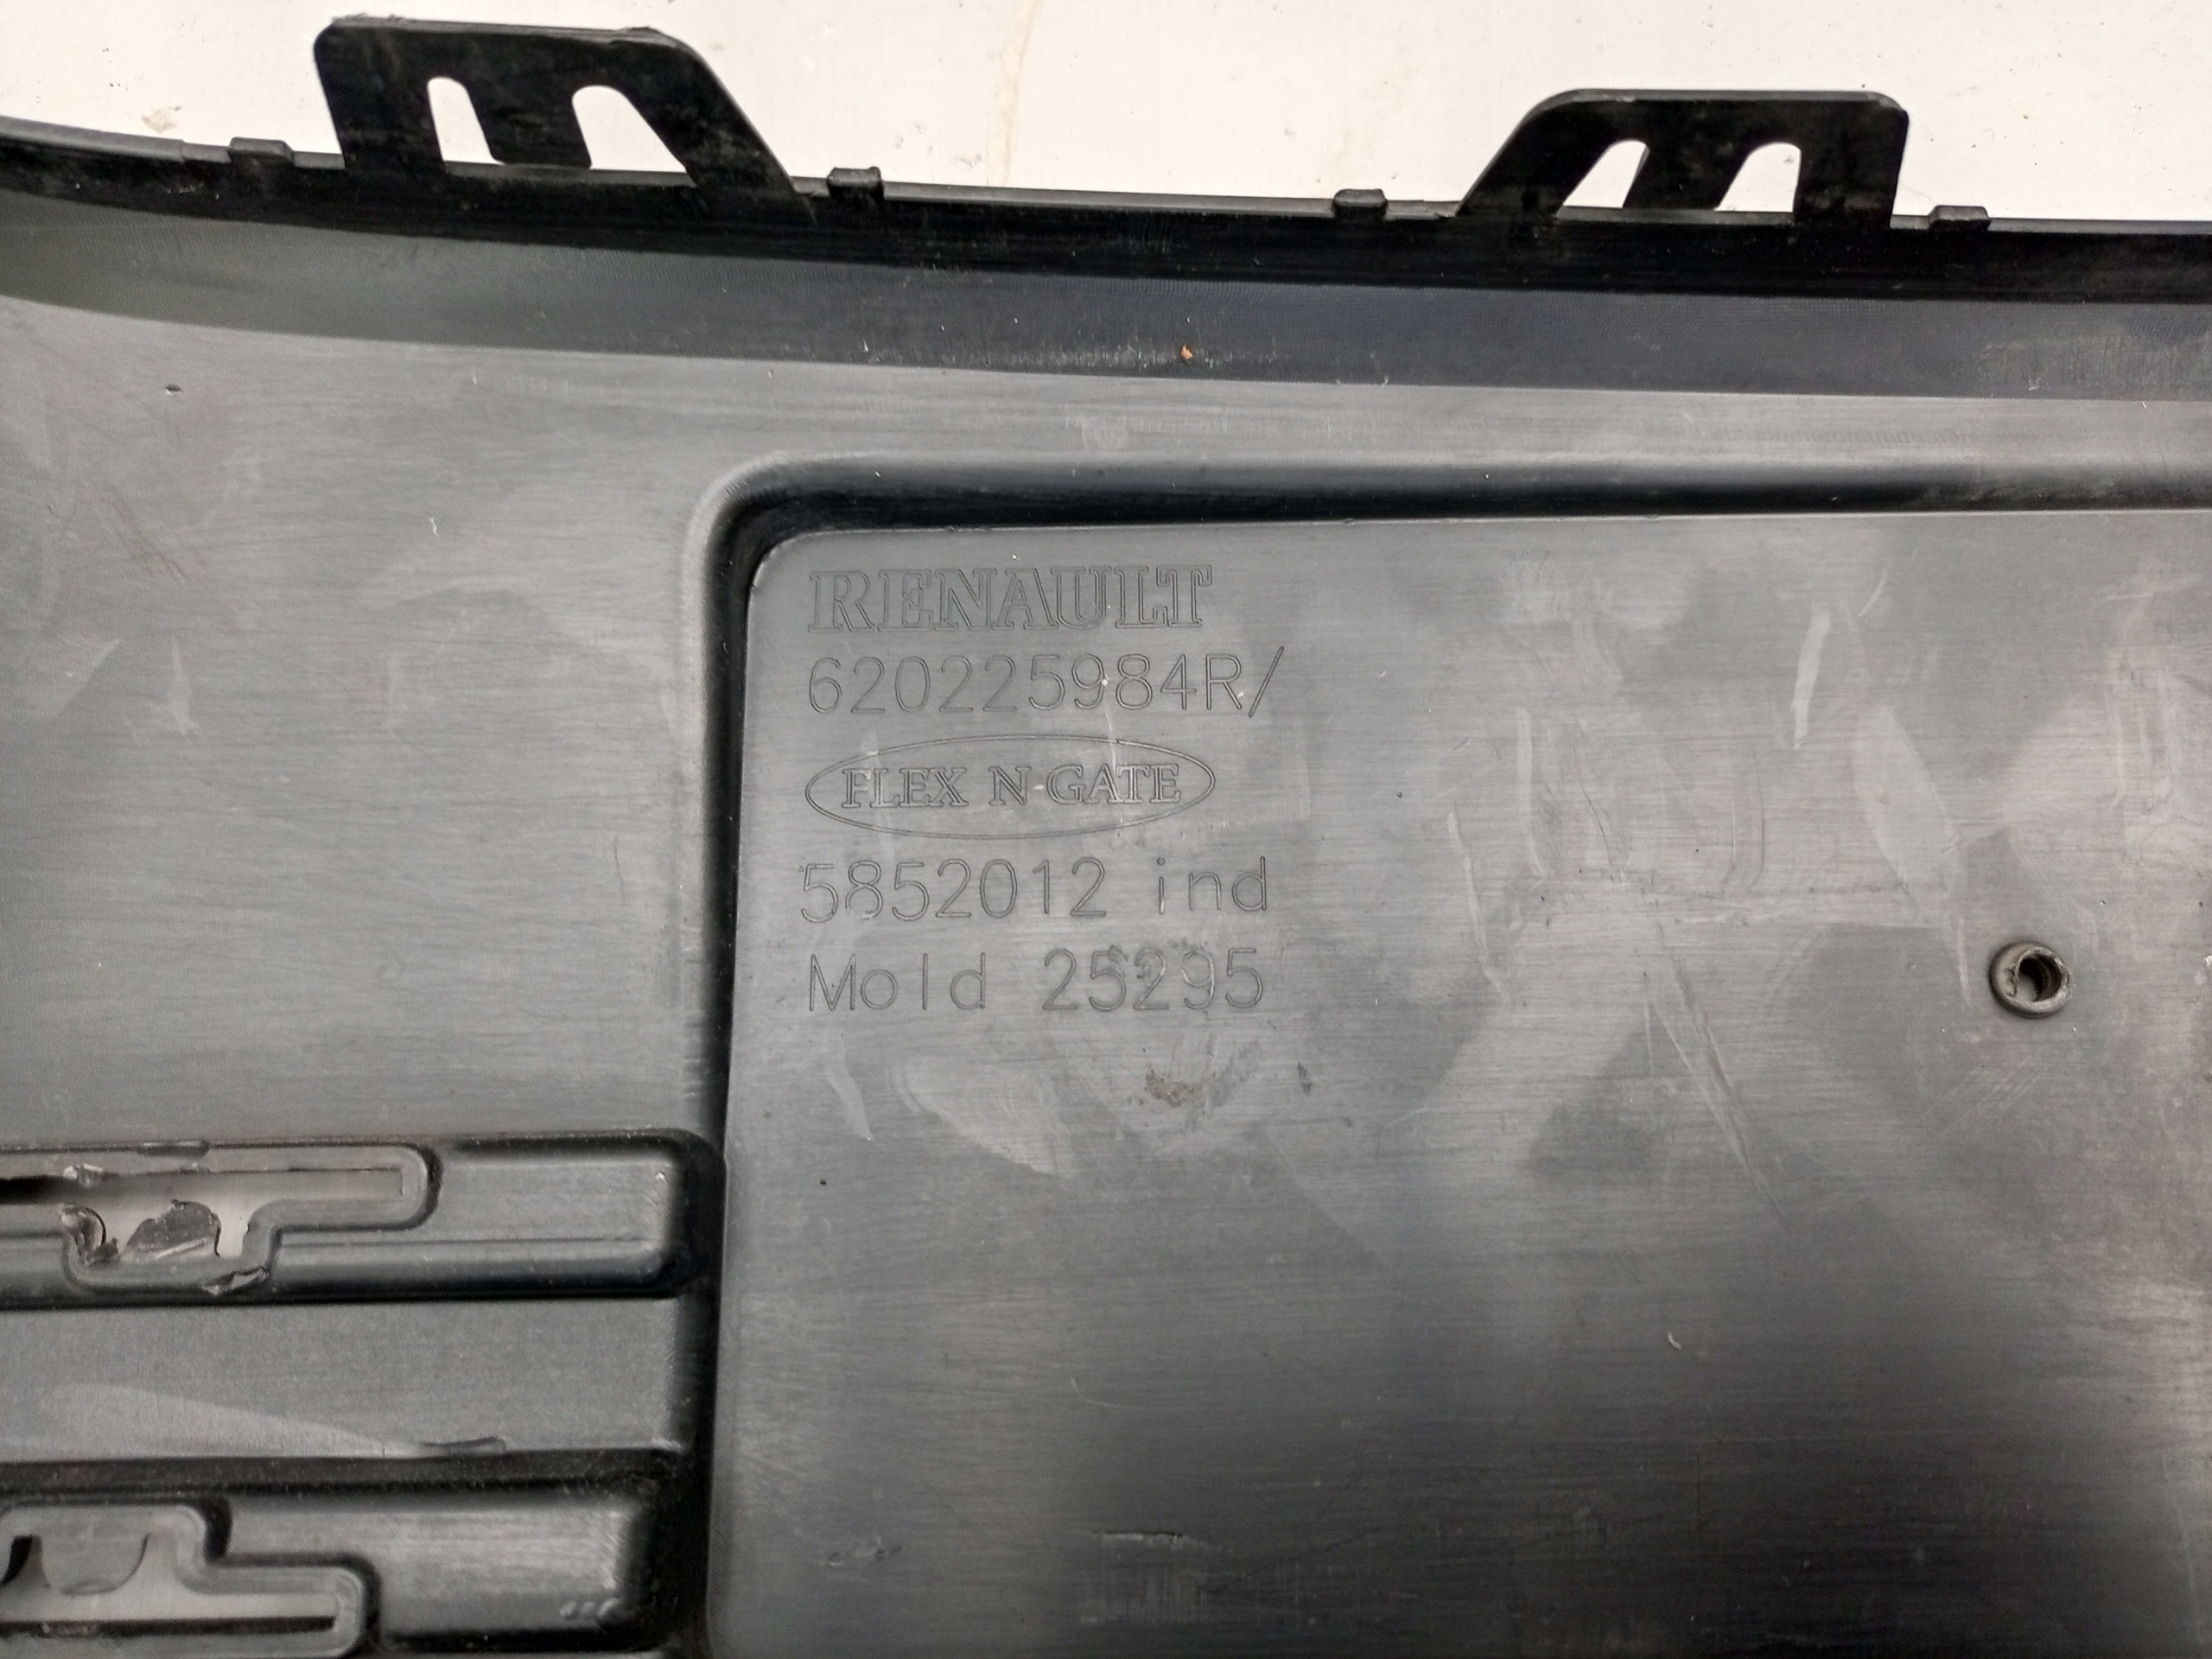 RENAULT
620225984R/
FLEX N GATE
5852012 ind
Mold 25295